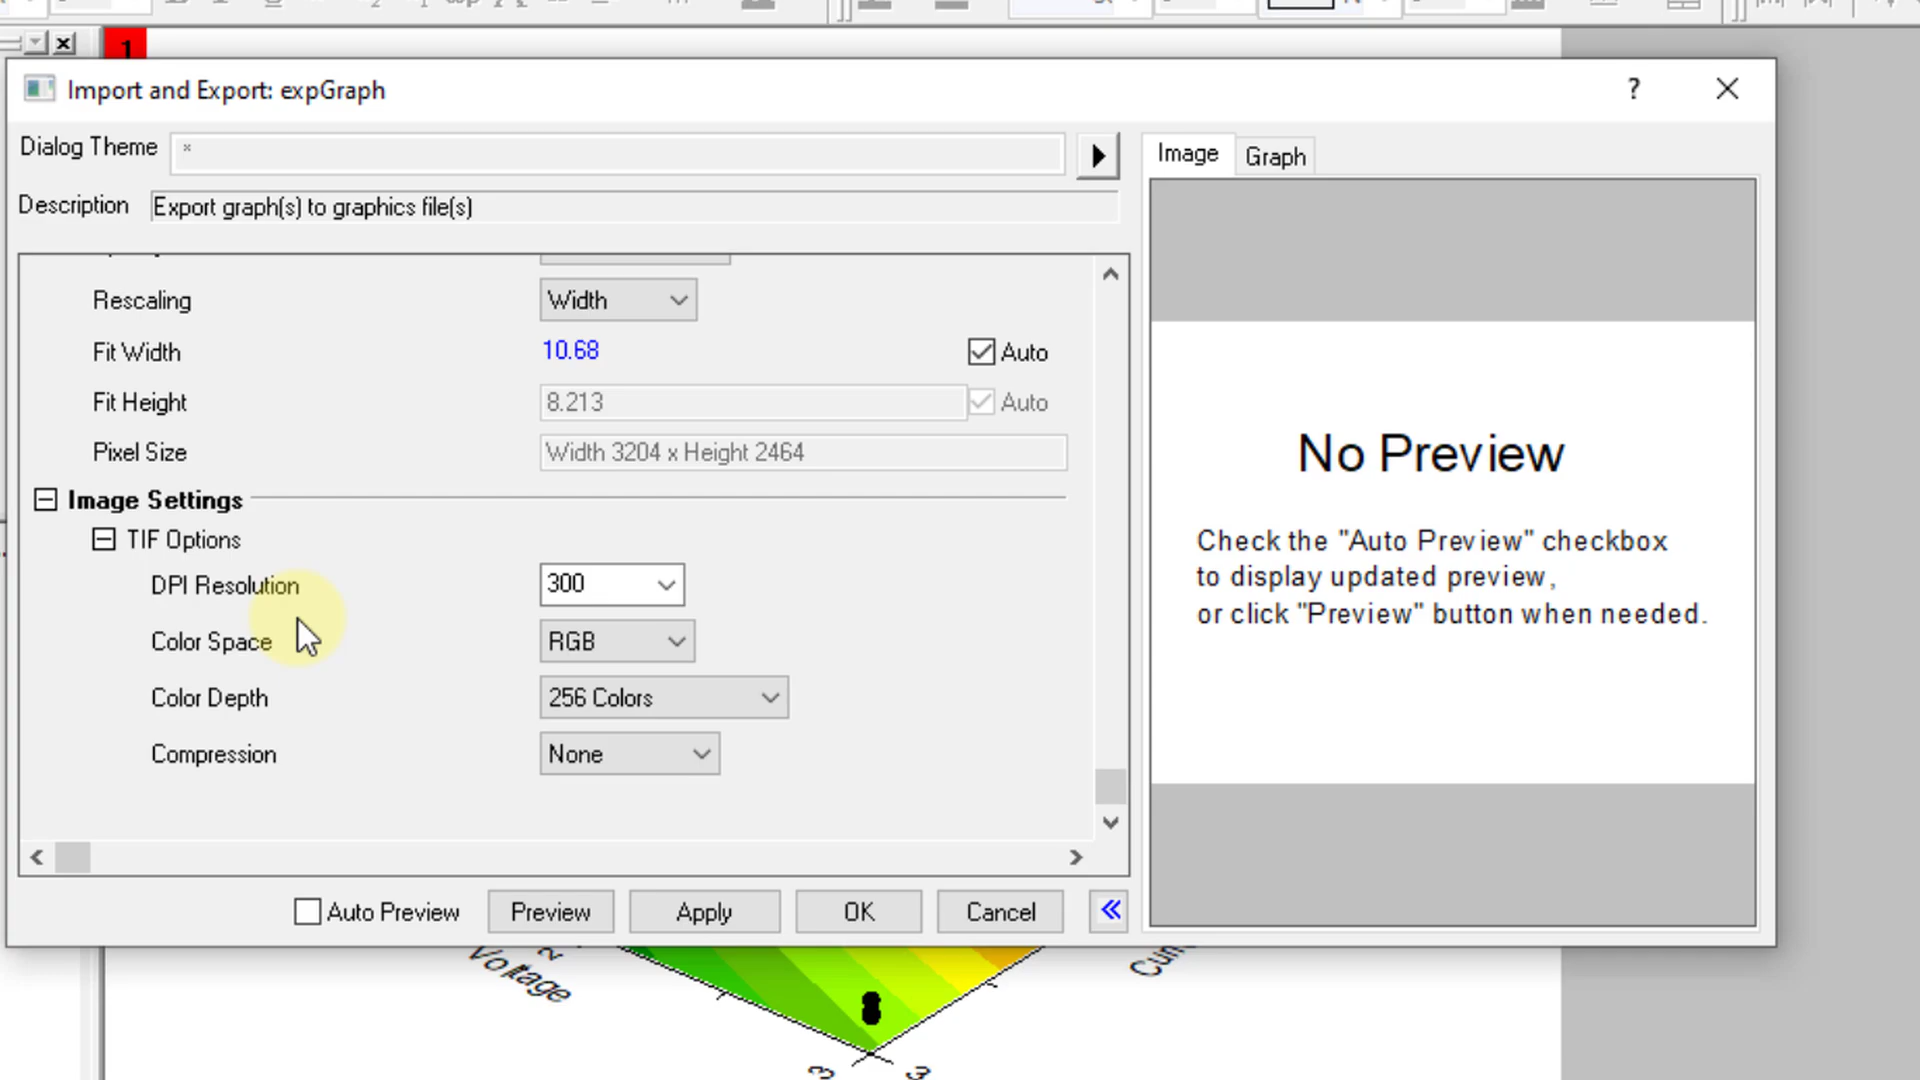 1
Import and Export: expGraph
?
Dialog Theme *
Image Graph
Description Export graph(s) to graphics file(s)
Rescaling Width
Fit Width 10.68 Auto
Fit Height 8.213 Auto
Pixel Size Width 3204 x Height 2464
Image Settings
TIF Options
DPI Resolution 300
Color Space RGB
Color Depth 256 Colors
Compression None
No Preview
Check the "Auto Preview" checkbox
to display updated preview,
or click "Preview" button when needed.
Auto Preview Preview Apply OK Cancel
2
Voltage
3 3